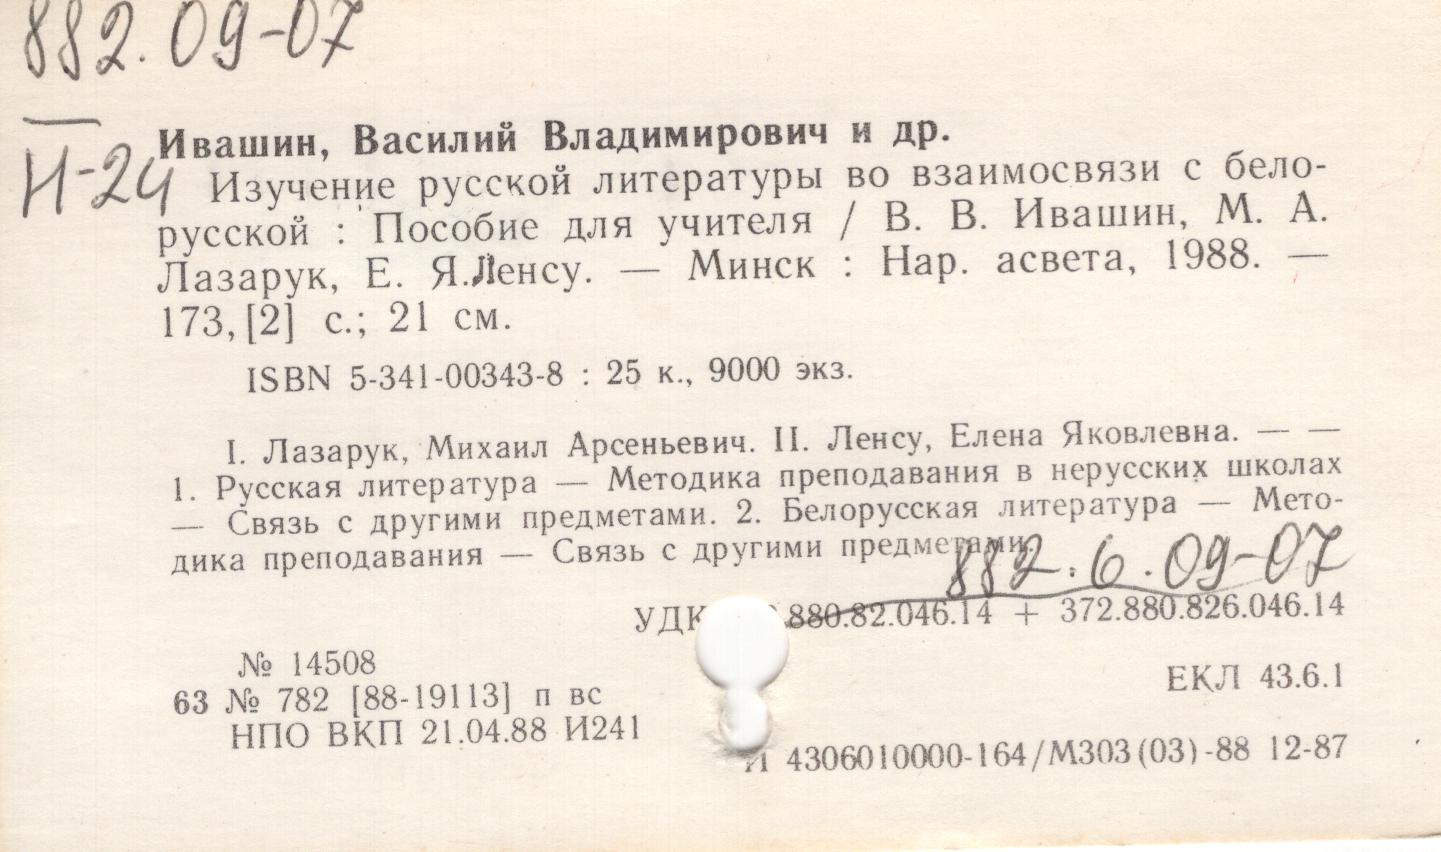 882.09-07
И-24
Ивашин, Василий Владимирович и др.
Изучение русской литературы во взаимосвязи с бело-
русской : Пособие для учителя / В. В. Ивашин, М. А.
Лазарук, Е. Я.Ленсу. — Минск : Нар. асвета, 1988. —
173, [2] с.; 21 см.
ISBN 5-341-00343-8 : 25 к., 9000 экз.
I. Лазарук, Михаил Арсеньевич. II. Ленсу, Елена Яковлевна. — —
1. Русская литература — Методика преподавания в нерусских школах
— Связь с другими предметами. 2. Белорусская литература — Мето-
дика преподавания — Связь с другими предметами.
882.6.09-07
УДК .880.82.046.14 + 372.880.826.046.14
№ 14508
63 № 782 [88-19113] п вс
НПО ВКП 21.04.88 И241
ЕКЛ 43.6.1
И 4306010000-164/М303(03)-88 12-87